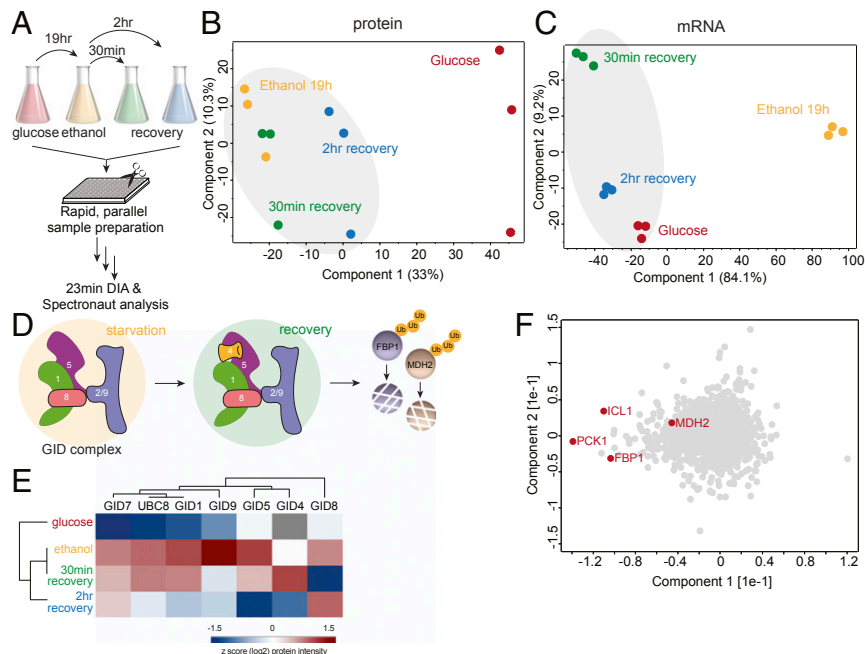 A
19hr
2hr
30min
glucose ethanol recovery
Rapid, parallel
sample preparation
23min DIA &
Spectronaut analysis
B
protein
Glucose
Ethanol 19h
2hr recovery
30min recovery
Component 2 (10.3%)
20
10
0
-10
-20
-20 0 20 40
Component 1 (33%)
C
mRNA
30min recovery
Ethanol 19h
2hr recovery
Glucose
Component 2 (9.2%)
30
20
10
0
-10
-20
-40 -20 0 20 40 60 80 100
Component 1 (84.1%)
D
starvation
recovery
5
1
8
2/9
GID complex
4
5
1
8
2/9
Ub Ub Ub
FBP1
Ub Ub Ub
MDH2
E
GID7 UBC8 GID1 GID9 GID5 GID4 GID8
glucose
ethanol
30min
recovery
2hr
recovery
-1.5 0 1.5
z score (log2) protein intensity
F
Component 2 [1e-1]
1.5
1
0.5
0
-0.5
-1
-1.5
ICL1
MDH2
PCK1
FBP1
-1.2 -0.8 -0.4 0 0.4 0.8 1.2
Component 1 [1e-1]